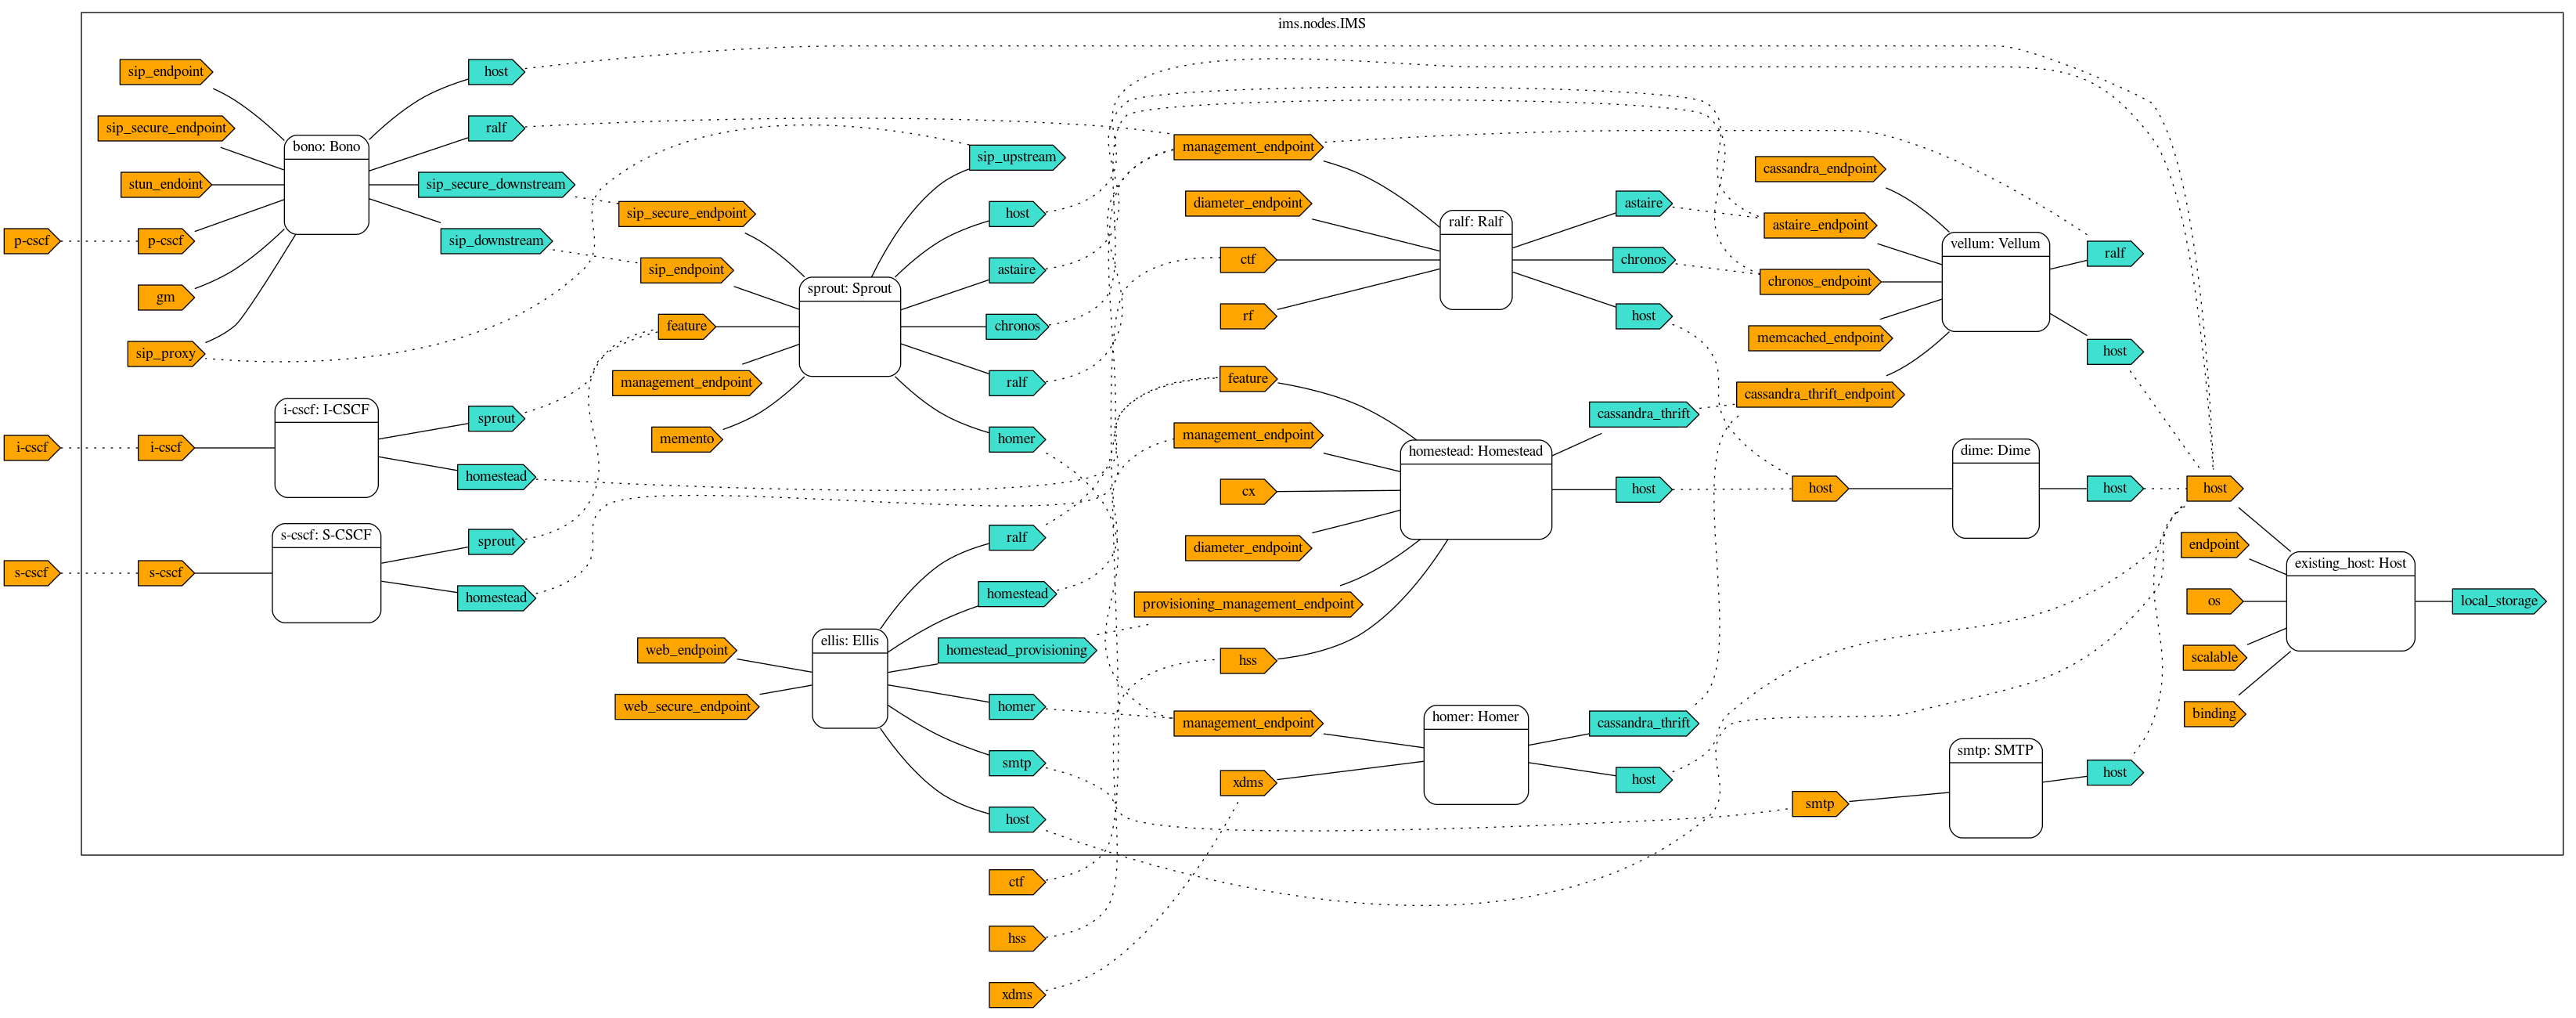 ims.nodes.IMS
sip_endpoint
sip_secure_endpoint
stun_endoint
p-cscf
p-cscf
gm
sip_proxy
bono: Bono
host
ralf
sip_secure_downstream
sip_downstream
i-cscf
i-cscf
i-cscf: I-CSCF
sprout
homestead
s-cscf
s-cscf
s-cscf: S-CSCF
sprout
homestead
sip_secure_endpoint
sip_endpoint
feature
management_endpoint
memento
sprout: Sprout
sip_upstream
host
astaire
chronos
ralf
homer
web_endpoint
web_secure_endpoint
ellis: Ellis
ralf
homestead
homestead_provisioning
homer
smtp
host
ctf
hss
xdms
management_endpoint
diameter_endpoint
ctf
rf
ralf: Ralf
astaire
chronos
host
feature
management_endpoint
cx
diameter_endpoint
provisioning_management_endpoint
hss
homestead: Homestead
cassandra_thrift
host
management_endpoint
xdms
homer: Homer
cassandra_thrift
host
cassandra_endpoint
astaire_endpoint
chronos_endpoint
memcached_endpoint
cassandra_thrift_endpoint
vellum: Vellum
ralf
host
host
dime: Dime
host
smtp
smtp: SMTP
host
host
endpoint
os
scalable
binding
existing_host: Host
local_storage